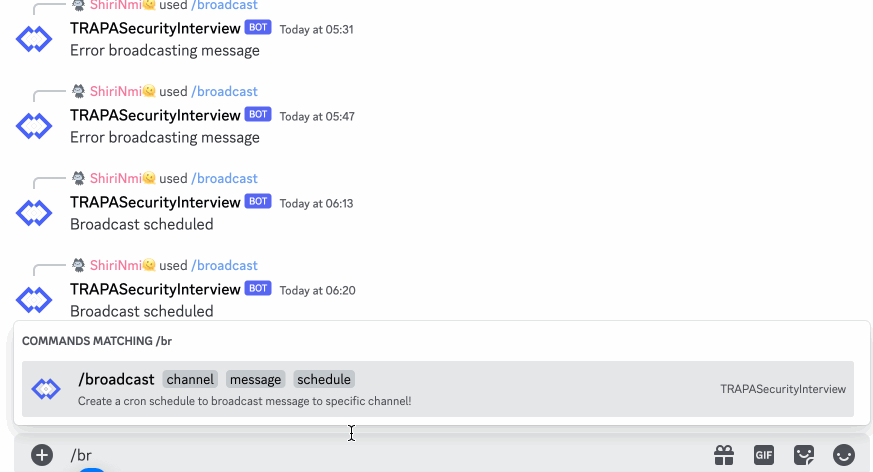 ShiriNmi🫠 used /broadcast
TRAPASecurityInterview BOT Today at 05:31
Error broadcasting message
ShiriNmi🫠 used /broadcast
TRAPASecurityInterview BOT Today at 05:47
Error broadcasting message
ShiriNmi🫠 used /broadcast
TRAPASecurityInterview BOT Today at 06:13
Broadcast scheduled
ShiriNmi🫠 used /broadcast
TRAPASecurityInterview BOT Today at 06:20
Broadcast scheduled
COMMANDS MATCHING /br
/broadcast channel message schedule
Create a cron schedule to broadcast message to specific channel!
TRAPASecurityInterview
/br
GIF